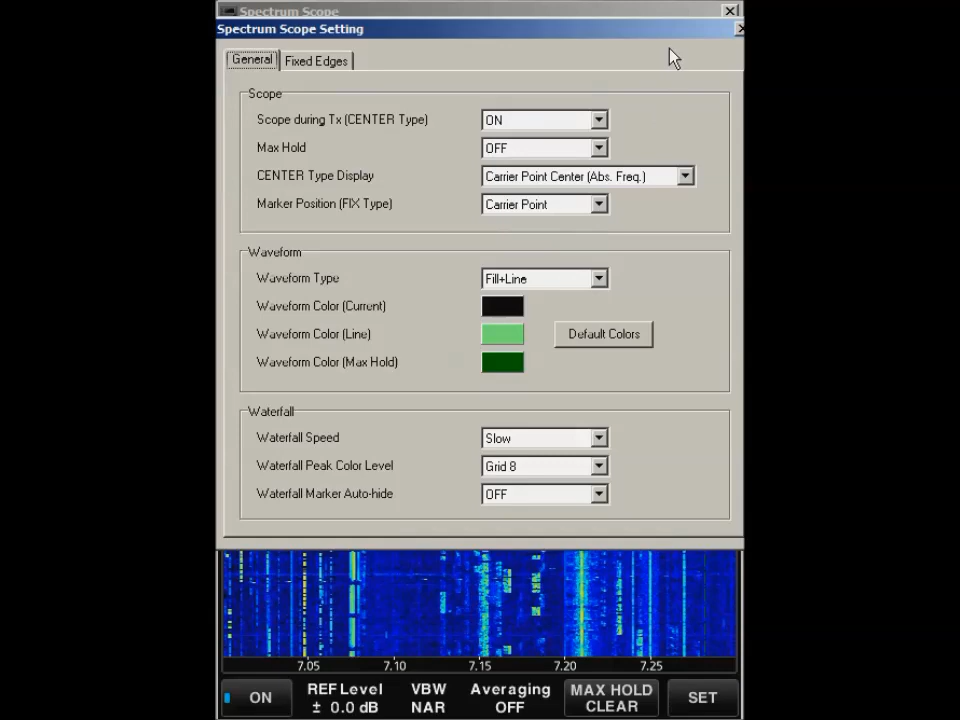 Spectrum Scope
Spectrum Scope Setting
General Fixed Edges
Scope
Scope during Tx (CENTER Type) ON
Max Hold OFF
CENTER Type Display Carrier Point Center (Abs. Freq.)
Marker Position (FIX Type) Carrier Point
Waveform
Waveform Type Fill+Line
Waveform Color (Current)
Waveform Color (Line) Default Colors
Waveform Color (Max Hold)
Waterfall
Waterfall Speed Slow
Waterfall Peak Color Level Grid 8
Waterfall Marker Auto-hide OFF
7.05 7.10 7.15 7.20 7.25
ON REF Level VBW Averaging MAX HOLD SET
± 0.0 dB NAR OFF CLEAR